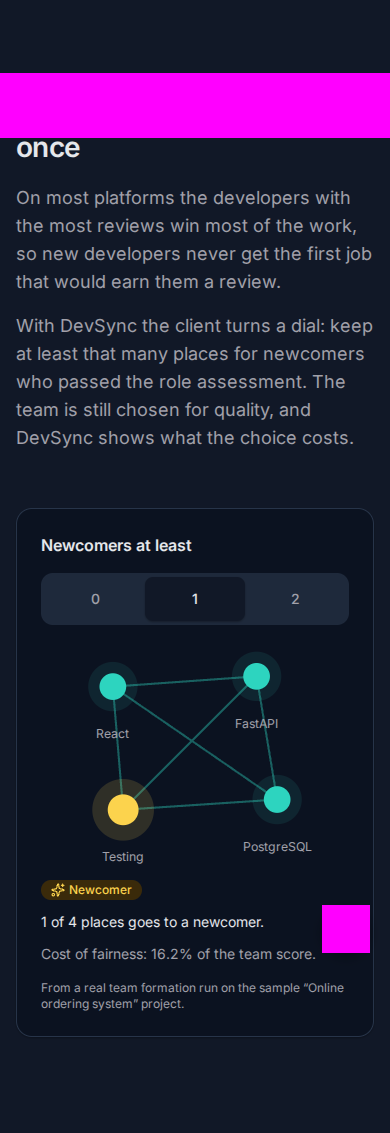 once
On most platforms the developers with
the most reviews win most of the work,
so new developers never get the first job
that would earn them a review.
With DevSync the client turns a dial: keep
at least that many places for newcomers
who passed the role assessment. The
team is still chosen for quality, and
DevSync shows what the choice costs.
Newcomers at least
0 1 2
React
FastAPI
Testing
PostgreSQL
Newcomer
1 of 4 places goes to a newcomer.
Cost of fairness: 16.2% of the team score.
From a real team formation run on the sample “Online
ordering system” project.